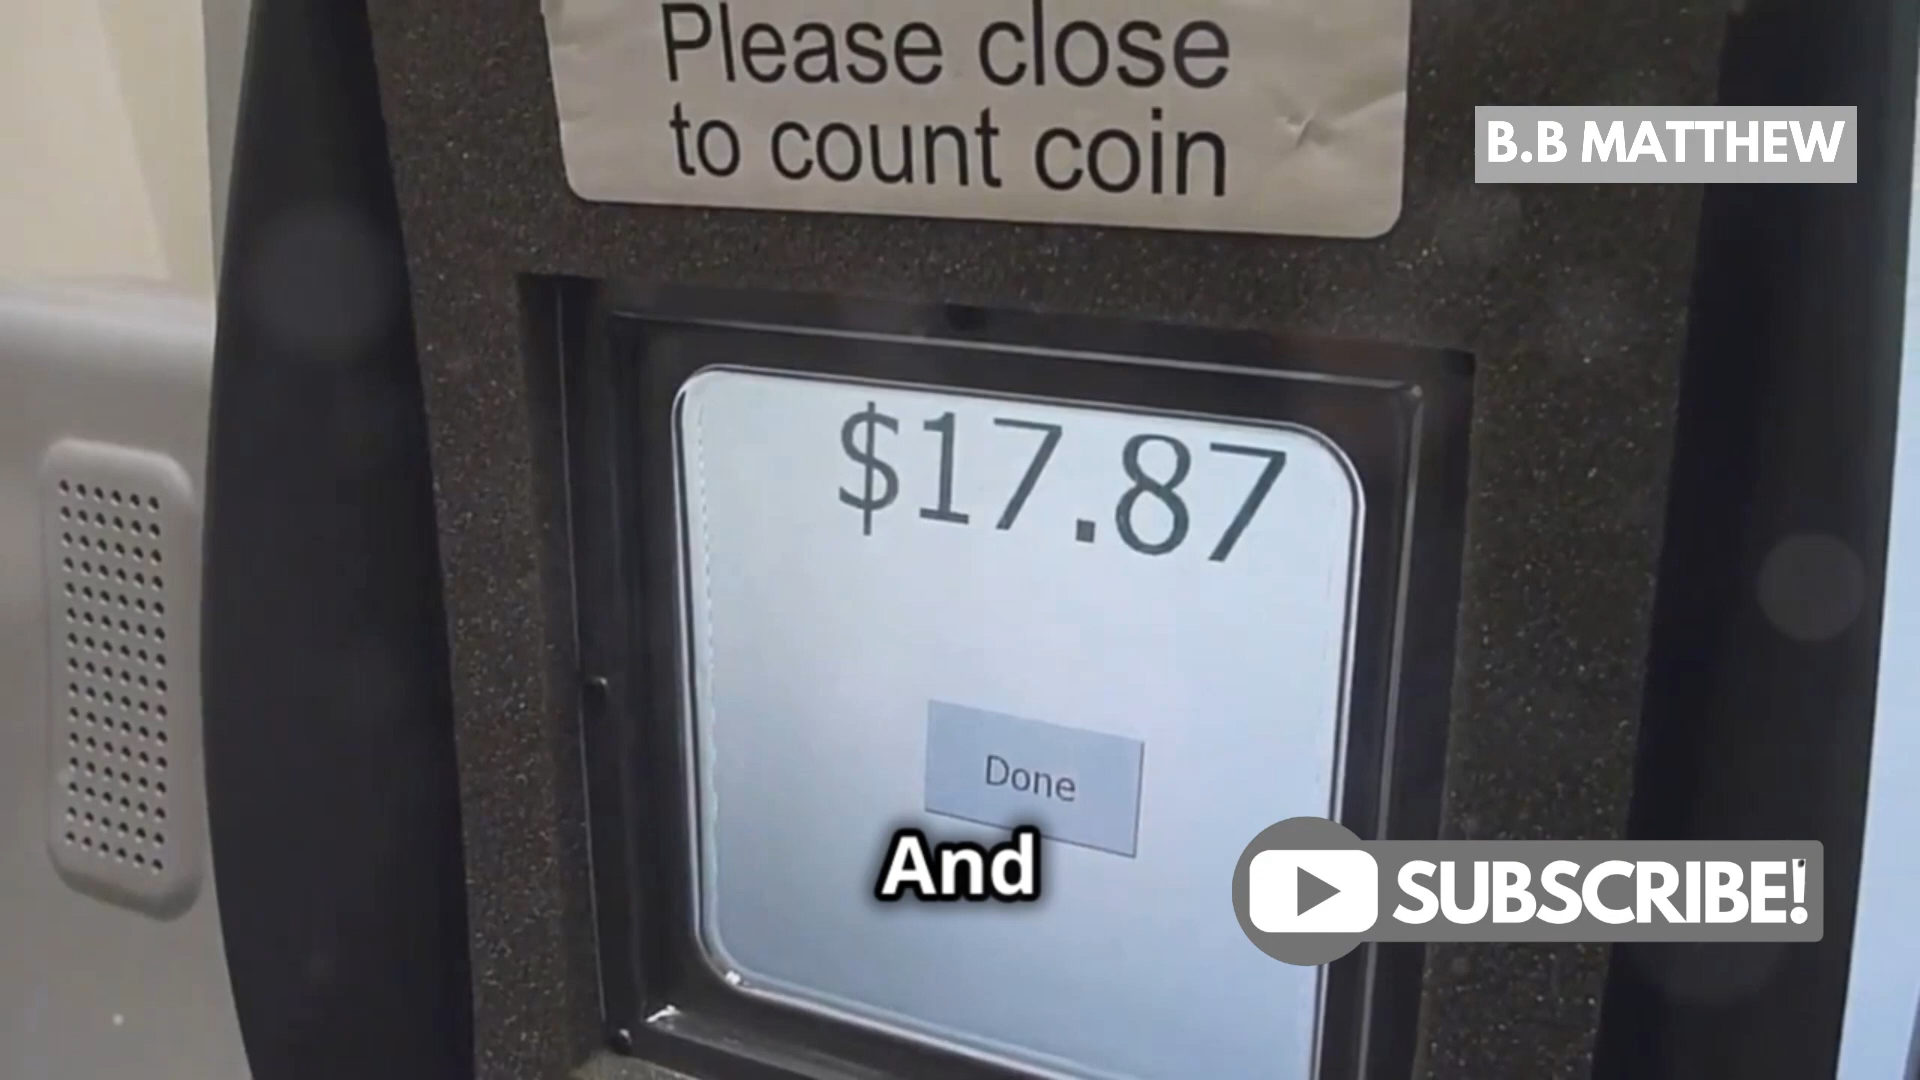 Please close
to count coin
B.B MATTHEW
$17.87
Done
And
SUBSCRIBE!